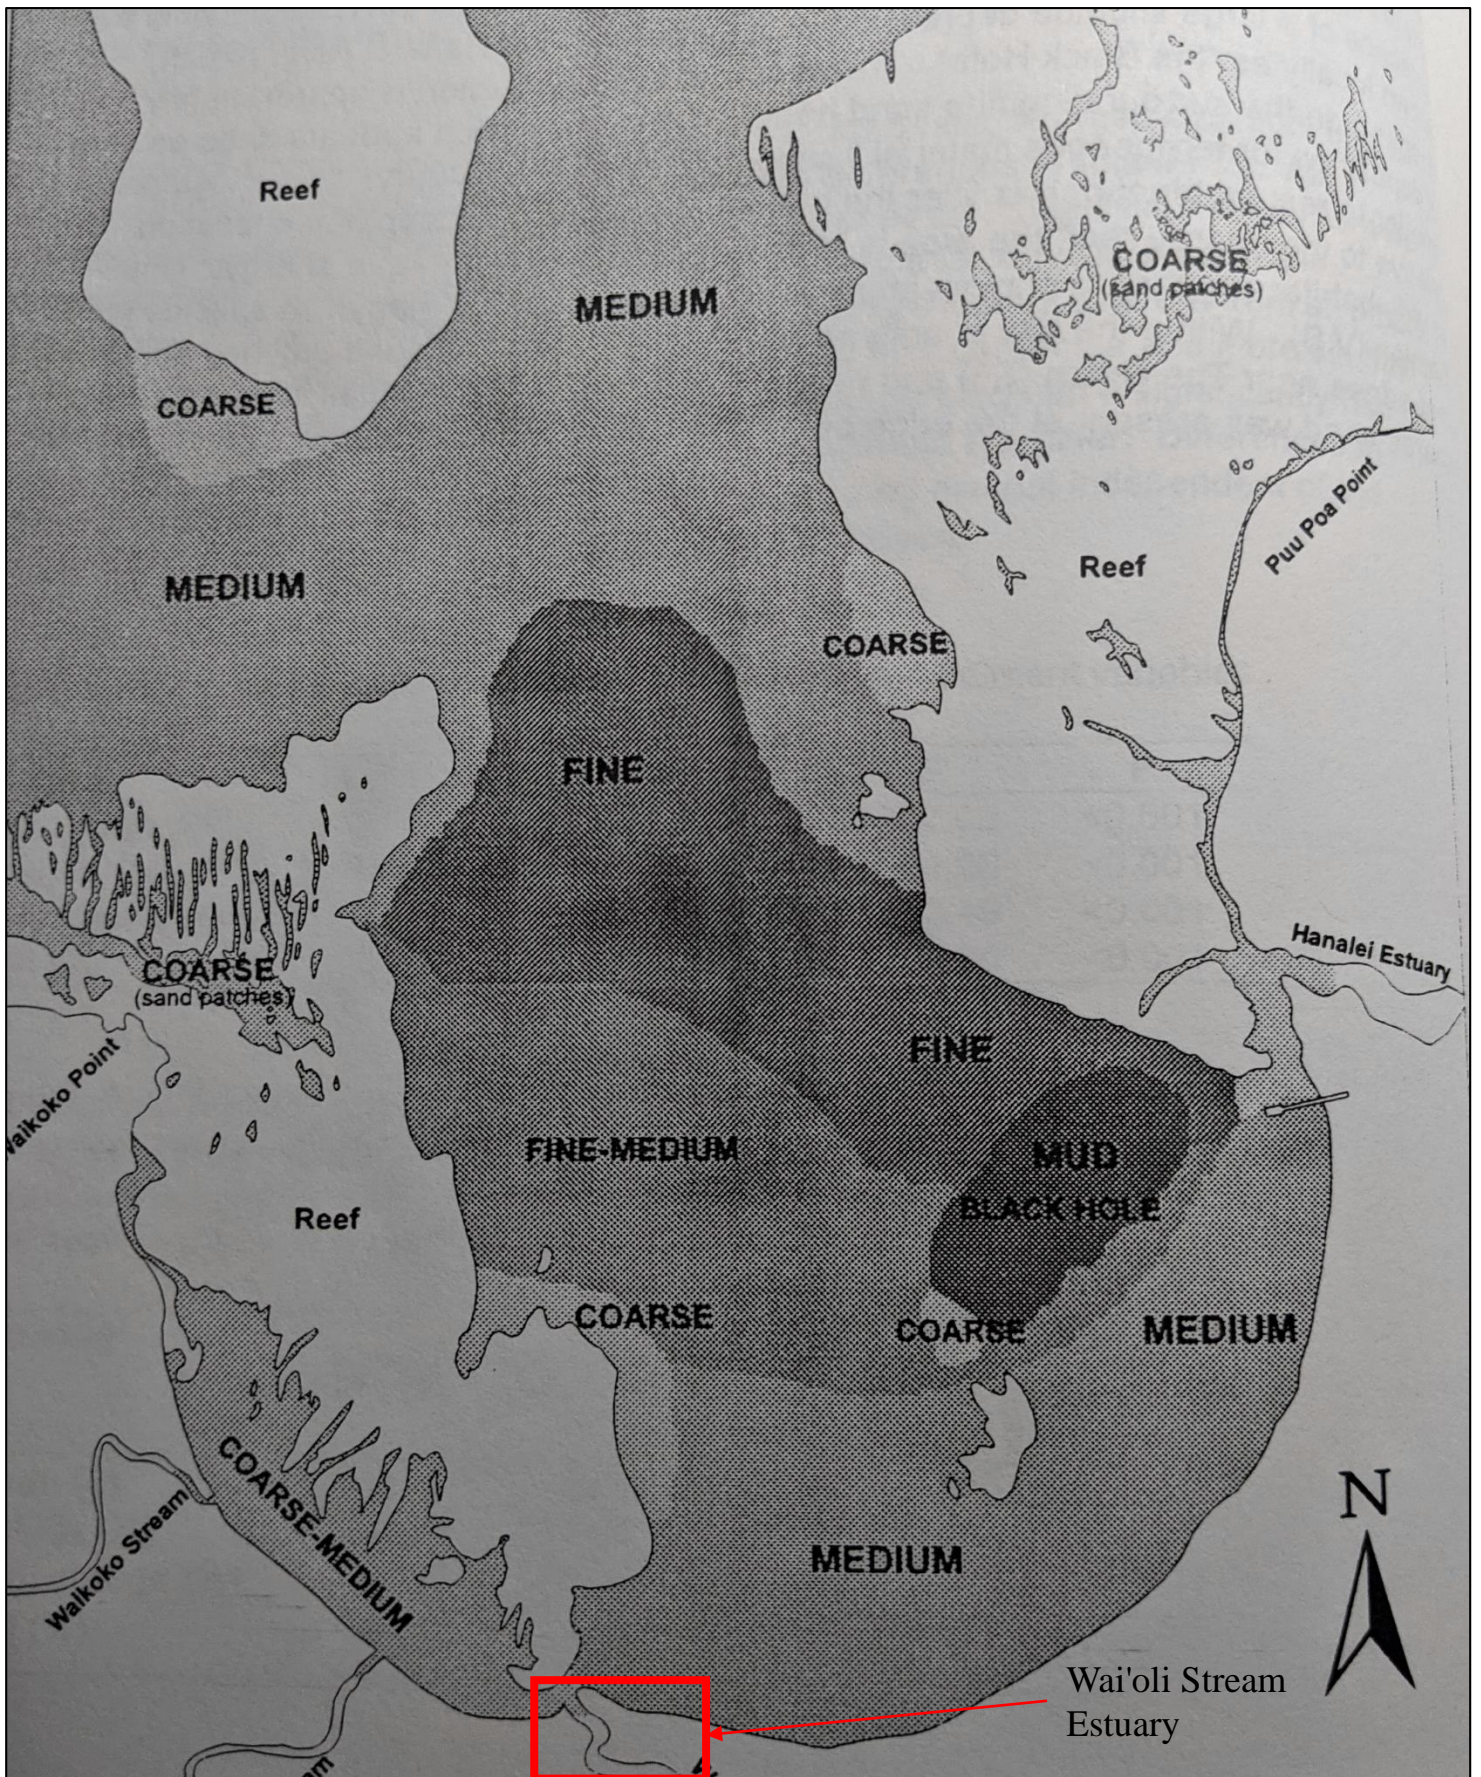 Reef
COARSE
(sand patches)
MEDIUM
COARSE
MEDIUM
Puu Poa Point
Reef
COARSE
FINE
Hanalei Estuary
COARSE
(sand patches)
FINE
Waikoko Point
FINE-MEDIUM
MUD
BLACK HOLE
Reef
COARSE
COARSE
MEDIUM
COARSE-MEDIUM
N
Waikoko Stream
MEDIUM
Wai'oli Stream
Estuary